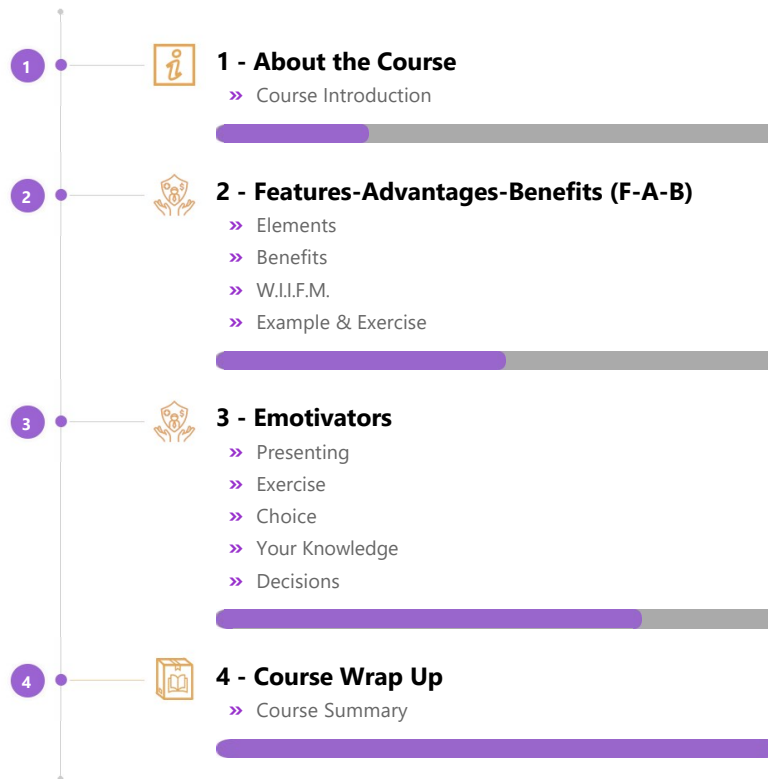 1
1 - About the Course
» Course Introduction
2
2 - Features-Advantages-Benefits (F-A-B)
» Elements
» Benefits
» W.I.I.F.M.
» Example & Exercise
3
3 - Emotivators
» Presenting
» Exercise
» Choice
» Your Knowledge
» Decisions
4
4 - Course Wrap Up
» Course Summary